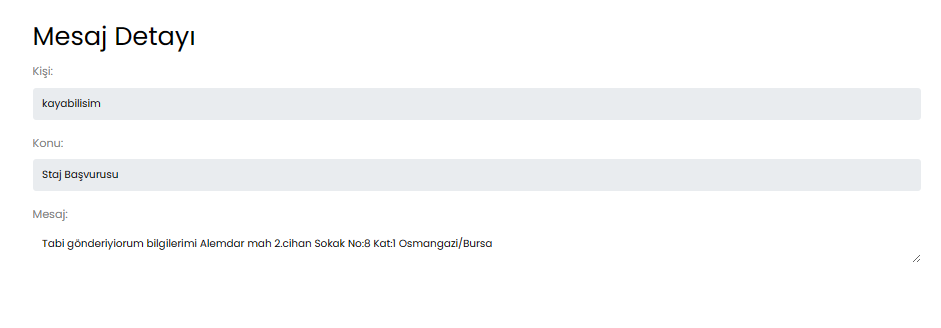 Mesaj Detayı
Kişi:
kayabilisim
Konu:
Staj Başvurusu
Mesaj:
Tabi gönderiyiorum bilgilerimi Alemdar mah 2.cihan Sokak No:8 Kat:1 Osmangazi/Bursa